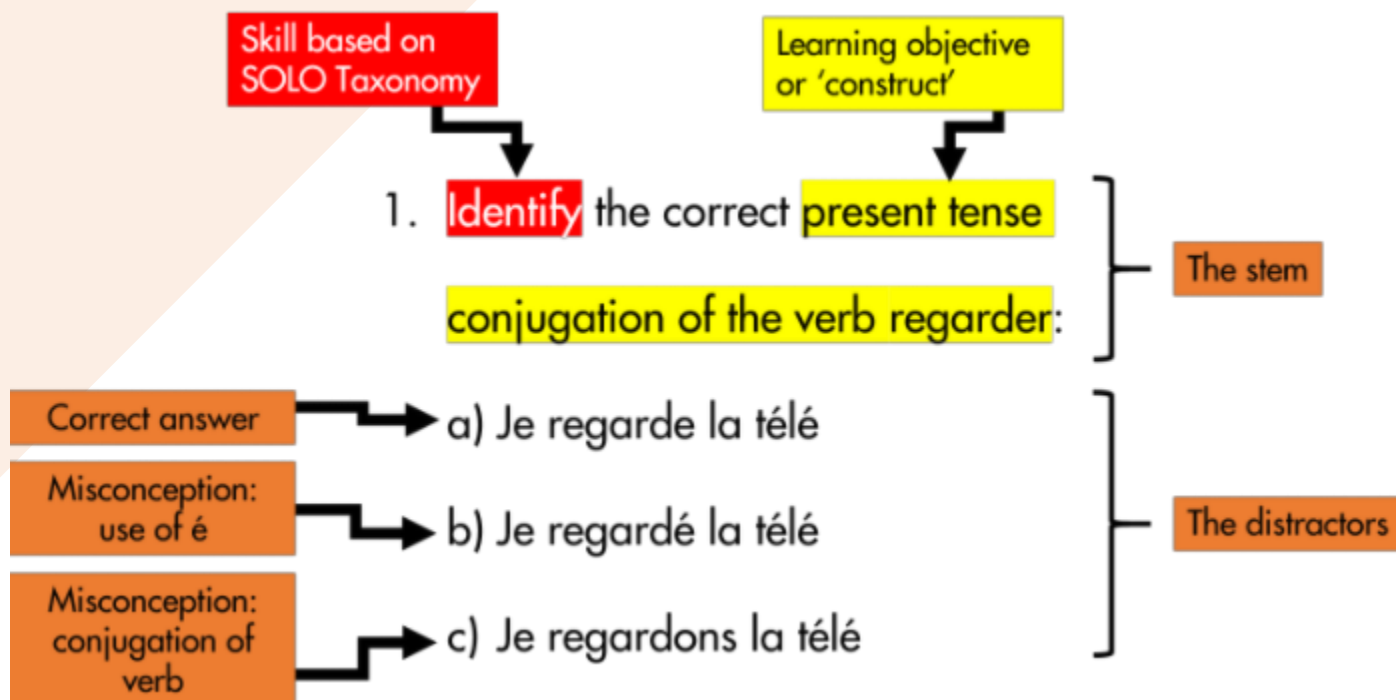 Skill based on
SOLO Taxonomy
Learning objective
or ‘construct’
1. Identify the correct present tense
conjugation of the verb regarder:
The stem
Correct answer
a) Je regarde la télé
Misconception:
use of é
b) Je regardé la télé
The distractors
Misconception:
conjugation of
verb
c) Je regardons la télé